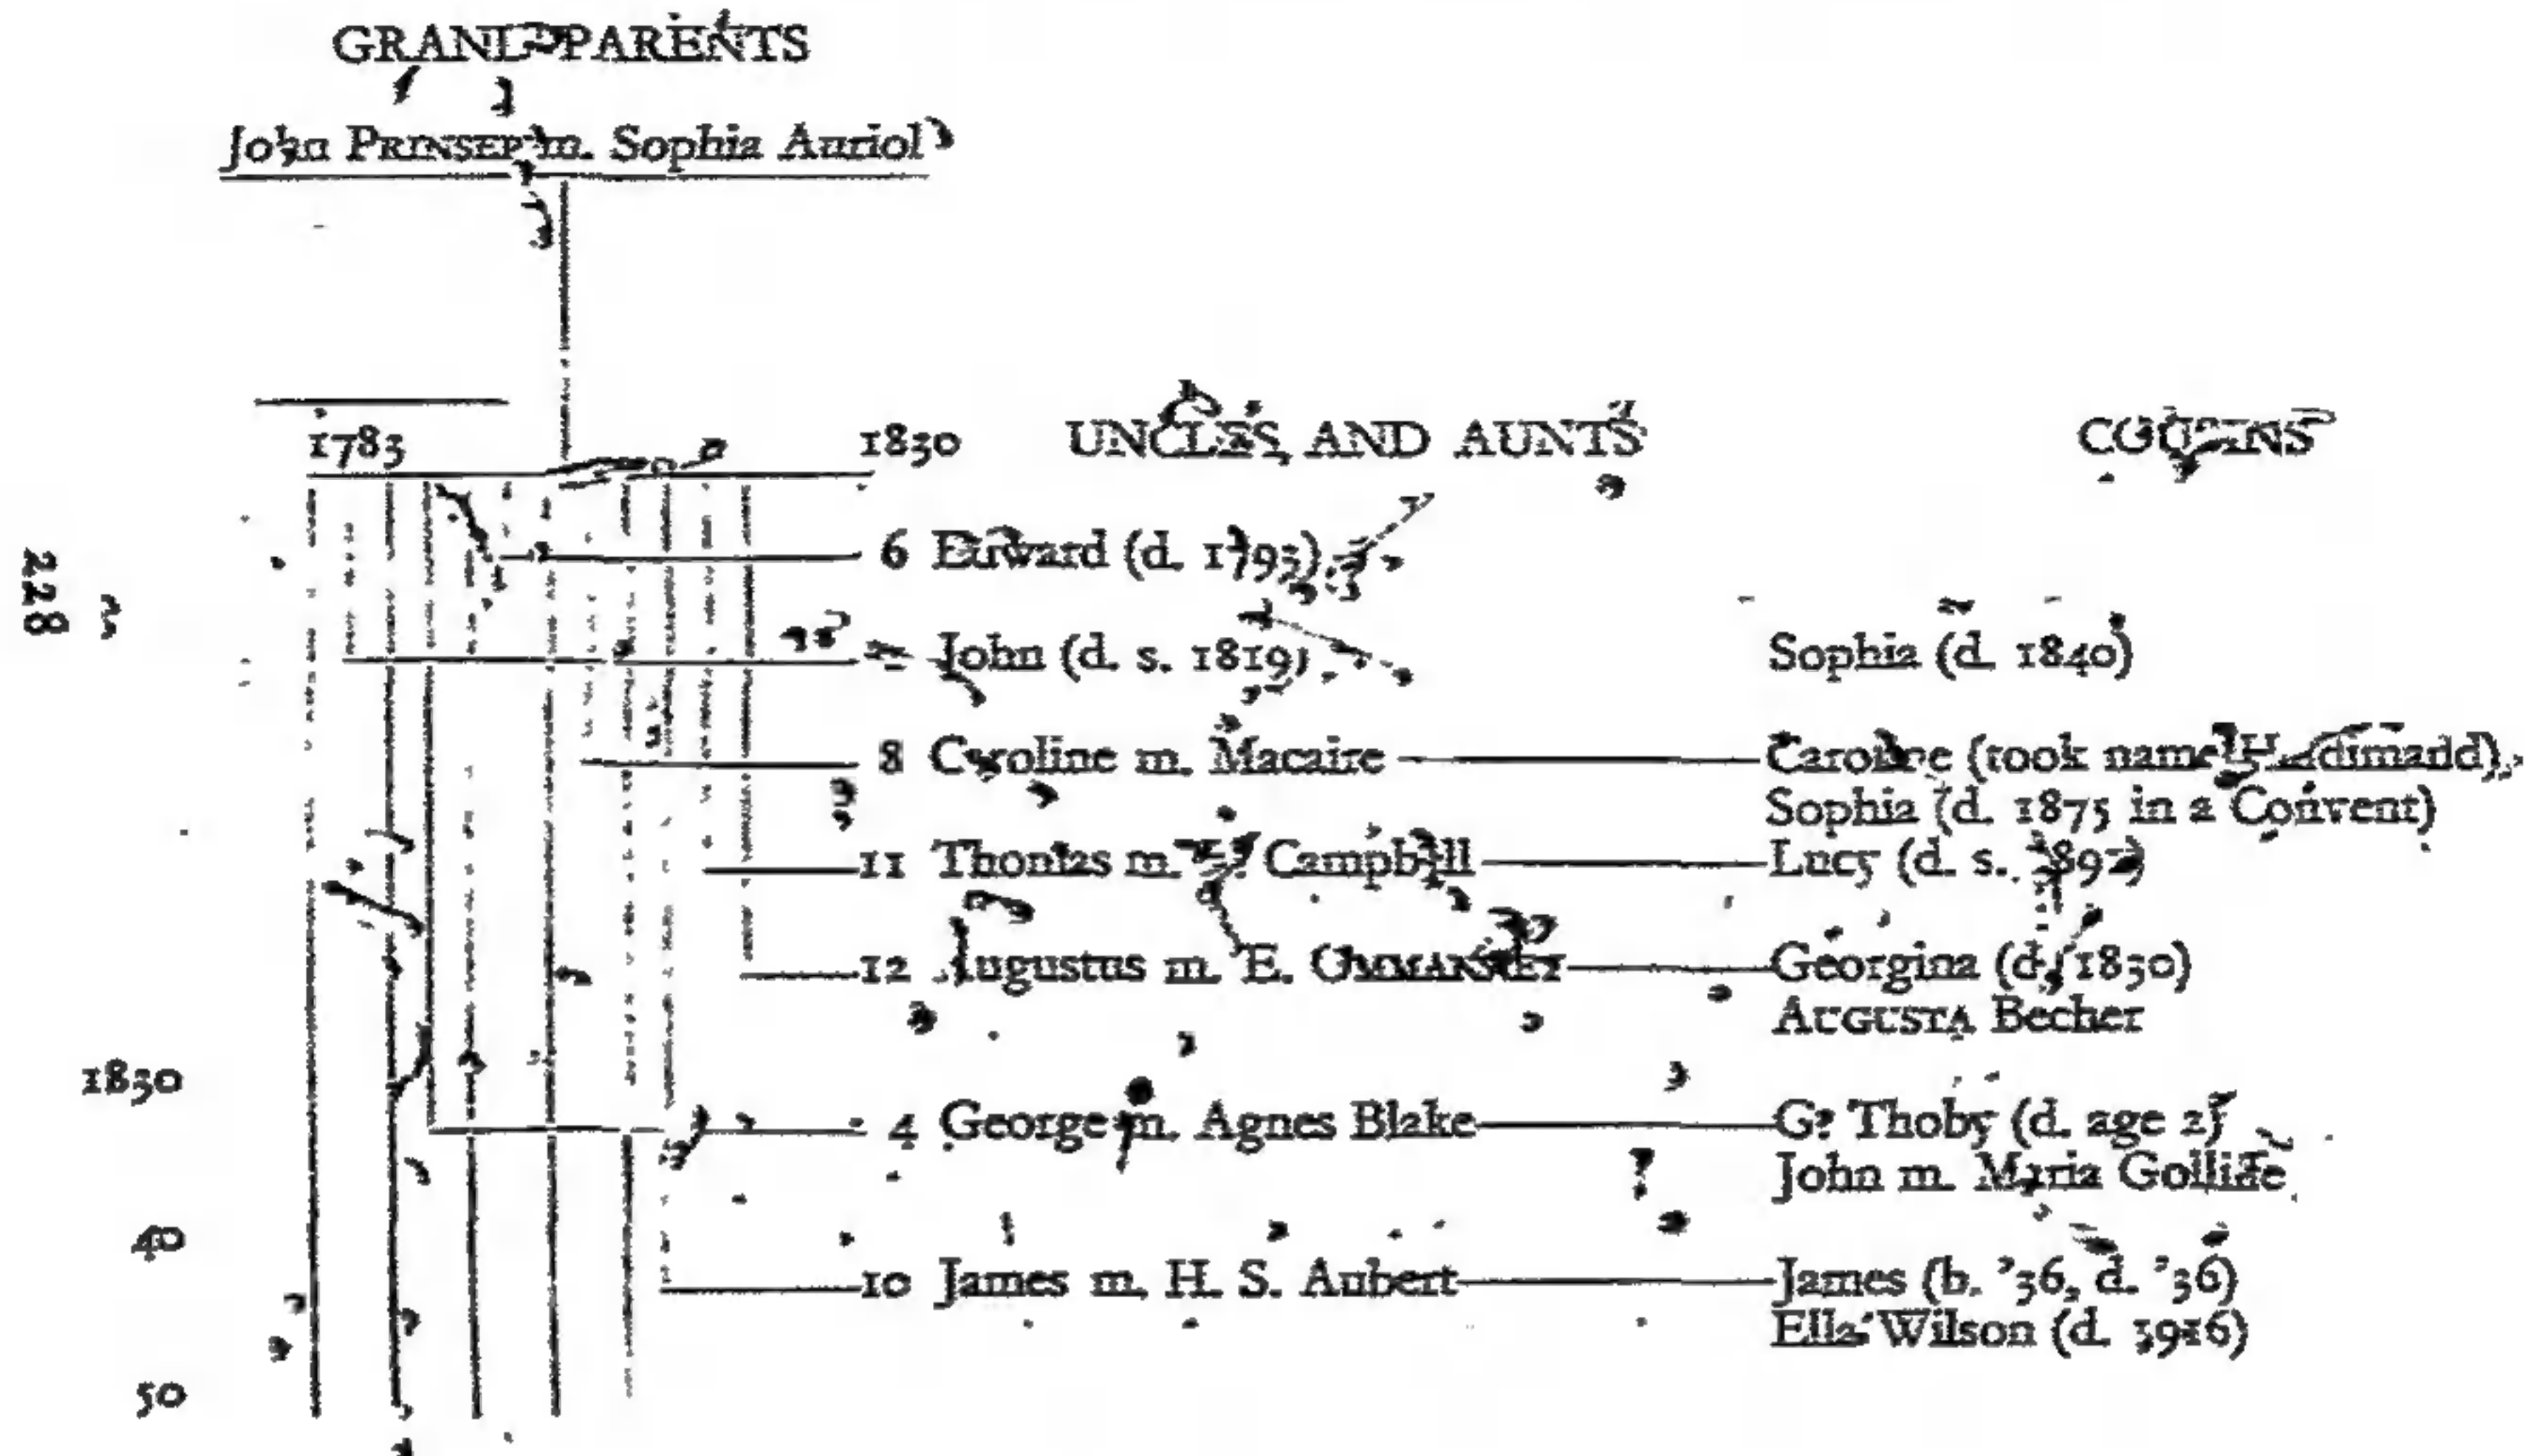 GRANDPARENTS
John PRINSEP m. Sophia Auriol
1783 1830 UNCLES AND AUNTS COUSINS
6 Edward (d. 1793)
John (d. s. 1819) Sophia (d. 1840)
8 Caroline m. Macaire Caroline (took name
Sophia (d. 1875 in a Convent)
11 Thomas m. Campbell Lucy (d. s.
12 Augustus m. E. OMMANNEY Georgina (d. 1830)
AUGUSTA Becher
228
1830
4 George m. Agnes Blake Thoby (d. age 2)
John m. Maria
40
10 James m. H. S. Aubert James (b. '36, d. '36)
Ella Wilson (d. 1916)
50